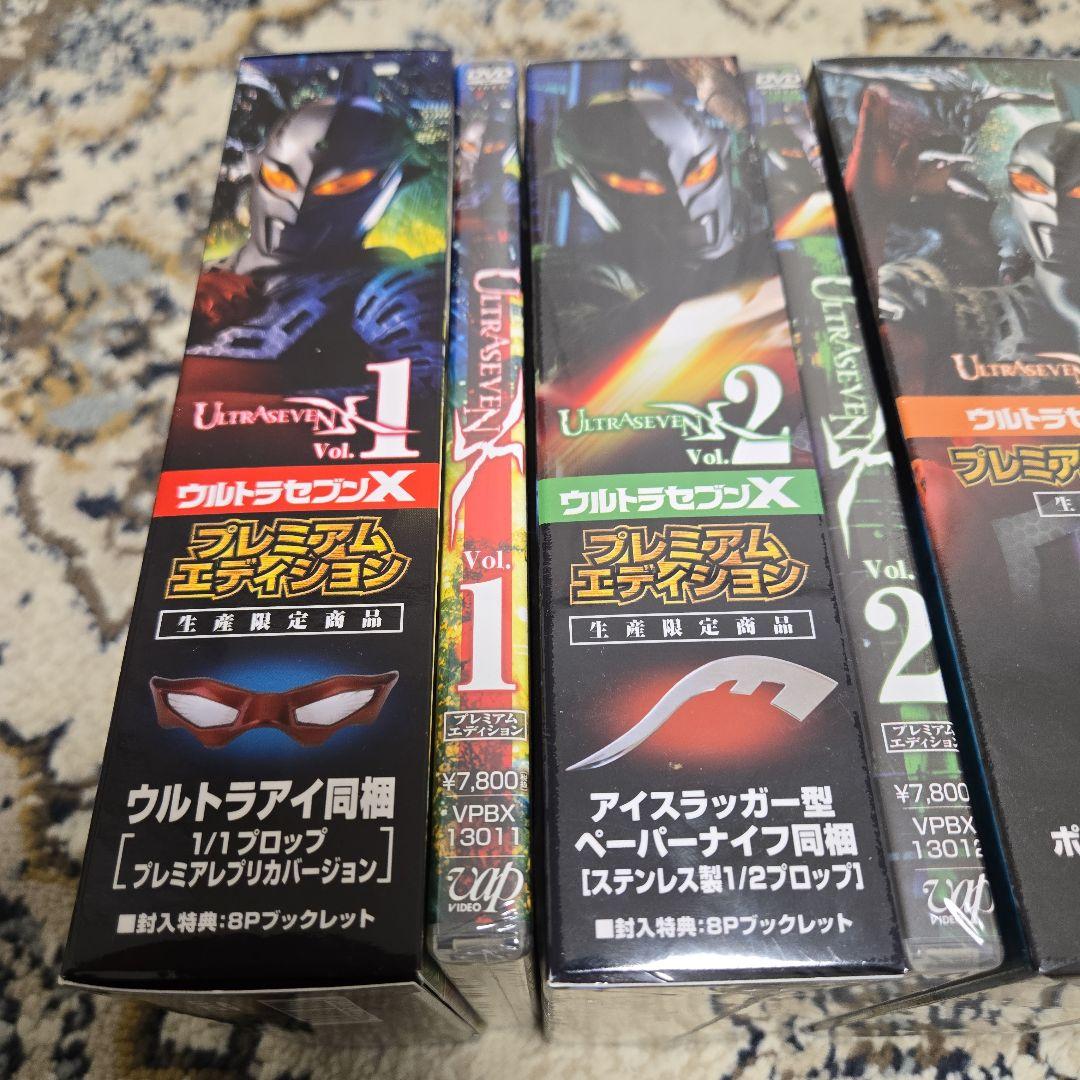 ULTRASEVEN X
Vol. 1
ウルトラセブンX
プレミアム
エディション
生産限定商品
ウルトラアイ同梱
1/1プロップ
プレミアレプリカバージョン
■封入特典:8Pブックレット
DVD
VIDEO
ULTRASEVEN X
Vol.
1
プレミアム
エディション
¥7,800
VPBX
13011
vap
VIDEO
ULTRASEVEN X
Vol. 2
ウルトラセブンX
プレミアム
エディション
生産限定商品
アイスラッガー型
ペーパーナイフ同梱
[ステンレス製1/2プロップ]
■封入特典:8Pブックレット
DVD
ULTRASEVEN X
Vol.
2
プレミアム
エディション
¥7,800
VPBX
13012
vap
VIDEO
ULTRASEVEN
ウルトラセ
プレミア
生
ポ